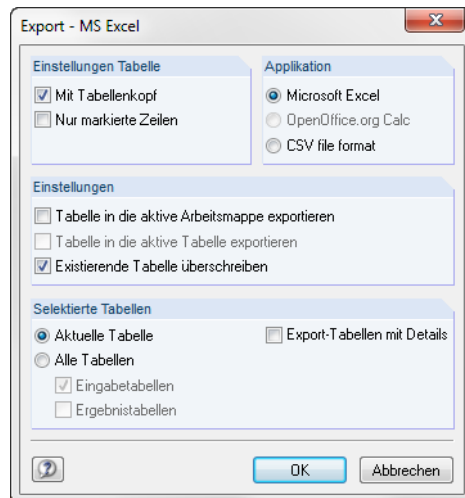 Export - MS Excel
Einstellungen Tabelle
Mit Tabellenkopf
Nur markierte Zeilen
Applikation
Microsoft Excel
OpenOffice.org Calc
CSV file format
Einstellungen
Tabelle in die aktive Arbeitsmappe exportieren
Tabelle in die aktive Tabelle exportieren
Existierende Tabelle überschreiben
Selektierte Tabellen
Aktuelle Tabelle
Export-Tabellen mit Details
Alle Tabellen
Eingabetabellen
Ergebnistabellen
OK
Abbrechen